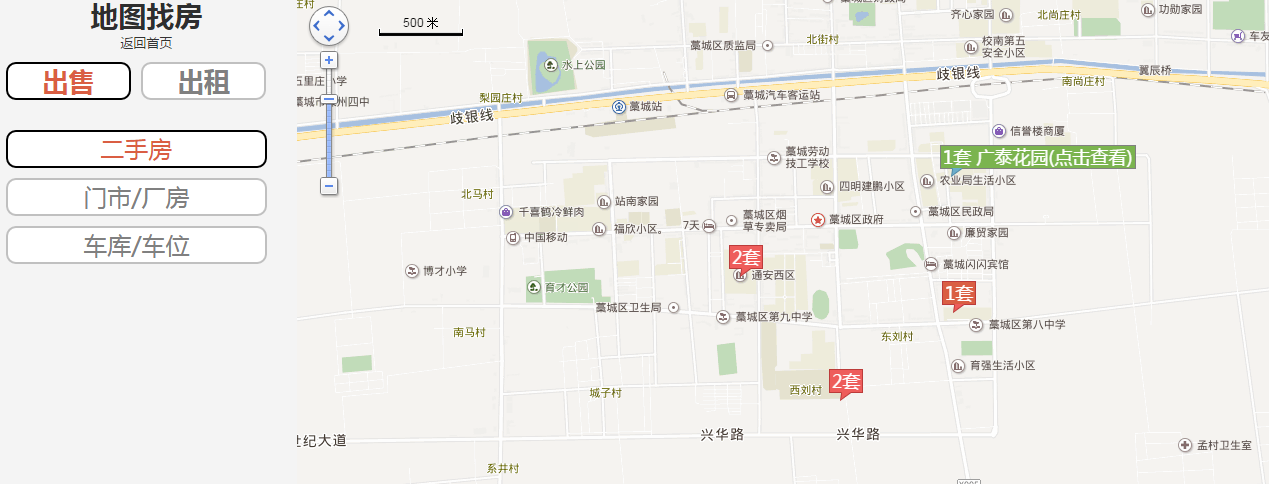 地图找房
返回首页
出售
出租
二手房
门市/厂房
车库/车位
500 米
齐心家园
北尚庄村
功勋家园
车友
藁城区质监局
北街村
校南第五
安全小区
水上公园
歧银线
翼辰桥
五里庄小学
南尚庄村
梨园庄村
藁城站
藁城汽车客运站
歧银线
信誉楼商厦
藁城劳动
技工学校
1套 广泰花园(点击查看)
四明建鹏小区
农业局生活小区
北马村
站南家园
千喜鹤冷鲜肉
藁城区烟
草专卖局
7天
藁城区政府
藁城区民政局
福欣小区。
中国移动
廉贸家园
2套
通安西区
藁城闪闪宾馆
博才小学
育才公园
1套
藁城区卫生局
藁城区第九中学
藁城区第八中学
南马村
东刘村
育强生活小区
2套
西刘村
城子村
兴华路
兴华路
世纪大道
孟村卫生室
系井村